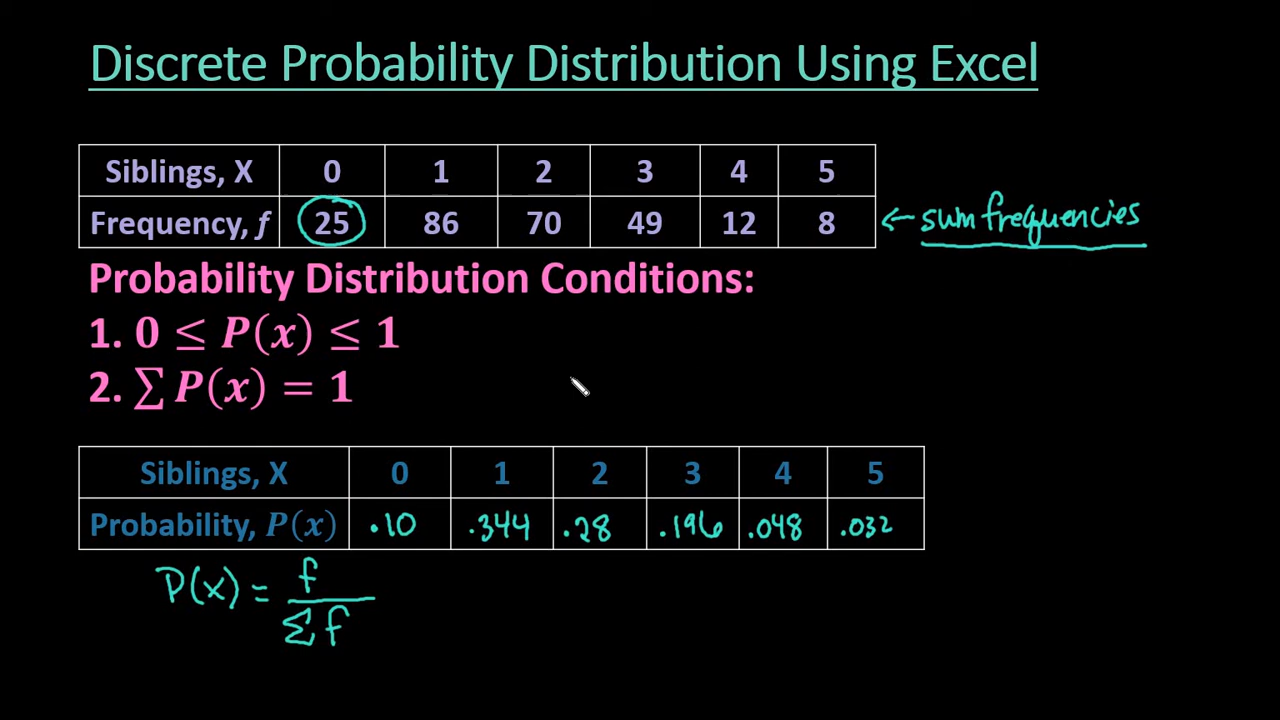 Discrete Probability Distribution Using Excel
Siblings, X 0 1 2 3 4 5
Frequency, f 25 86 70 49 12 8 ← sum frequencies
Probability Distribution Conditions:
1. 0 ≤ P(x) ≤ 1
2. ∑ P(x) = 1
Siblings, X 0 1 2 3 4 5
Probability, P(x) .10 .344 .28 .196 .048 .032
P(x) = f / ∑ f